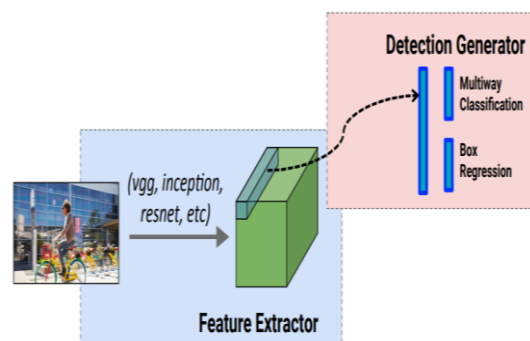 Detection Generator
Multiway
Classification
Box
Regression
(vgg, inception,
resnet, etc)
Feature Extractor